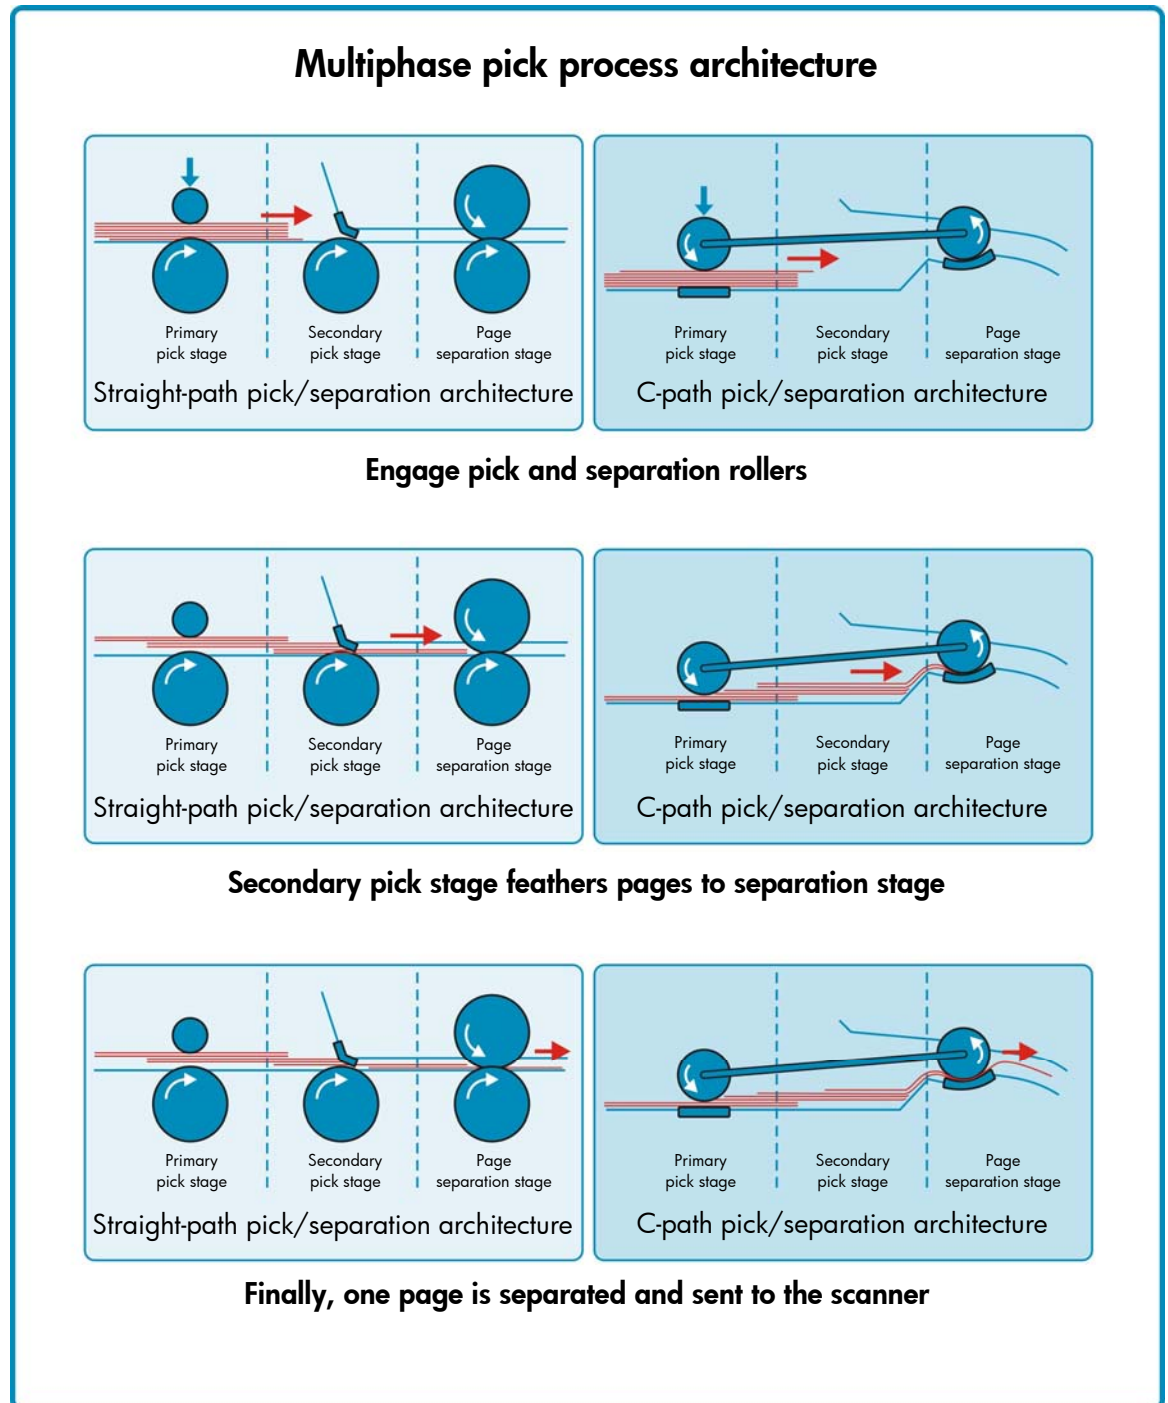 Multiphase pick process architecture
Primary
pick stage
Secondary
pick stage
Page
separation stage
Straight-path pick/separation architecture
Primary
pick stage
Secondary
pick stage
Page
separation stage
C-path pick/separation architecture
Engage pick and separation rollers
Primary
pick stage
Secondary
pick stage
Page
separation stage
Straight-path pick/separation architecture
Primary
pick stage
Secondary
pick stage
Page
separation stage
C-path pick/separation architecture
Secondary pick stage feathers pages to separation stage
Primary
pick stage
Secondary
pick stage
Page
separation stage
Straight-path pick/separation architecture
Primary
pick stage
Secondary
pick stage
Page
separation stage
C-path pick/separation architecture
Finally, one page is separated and sent to the scanner